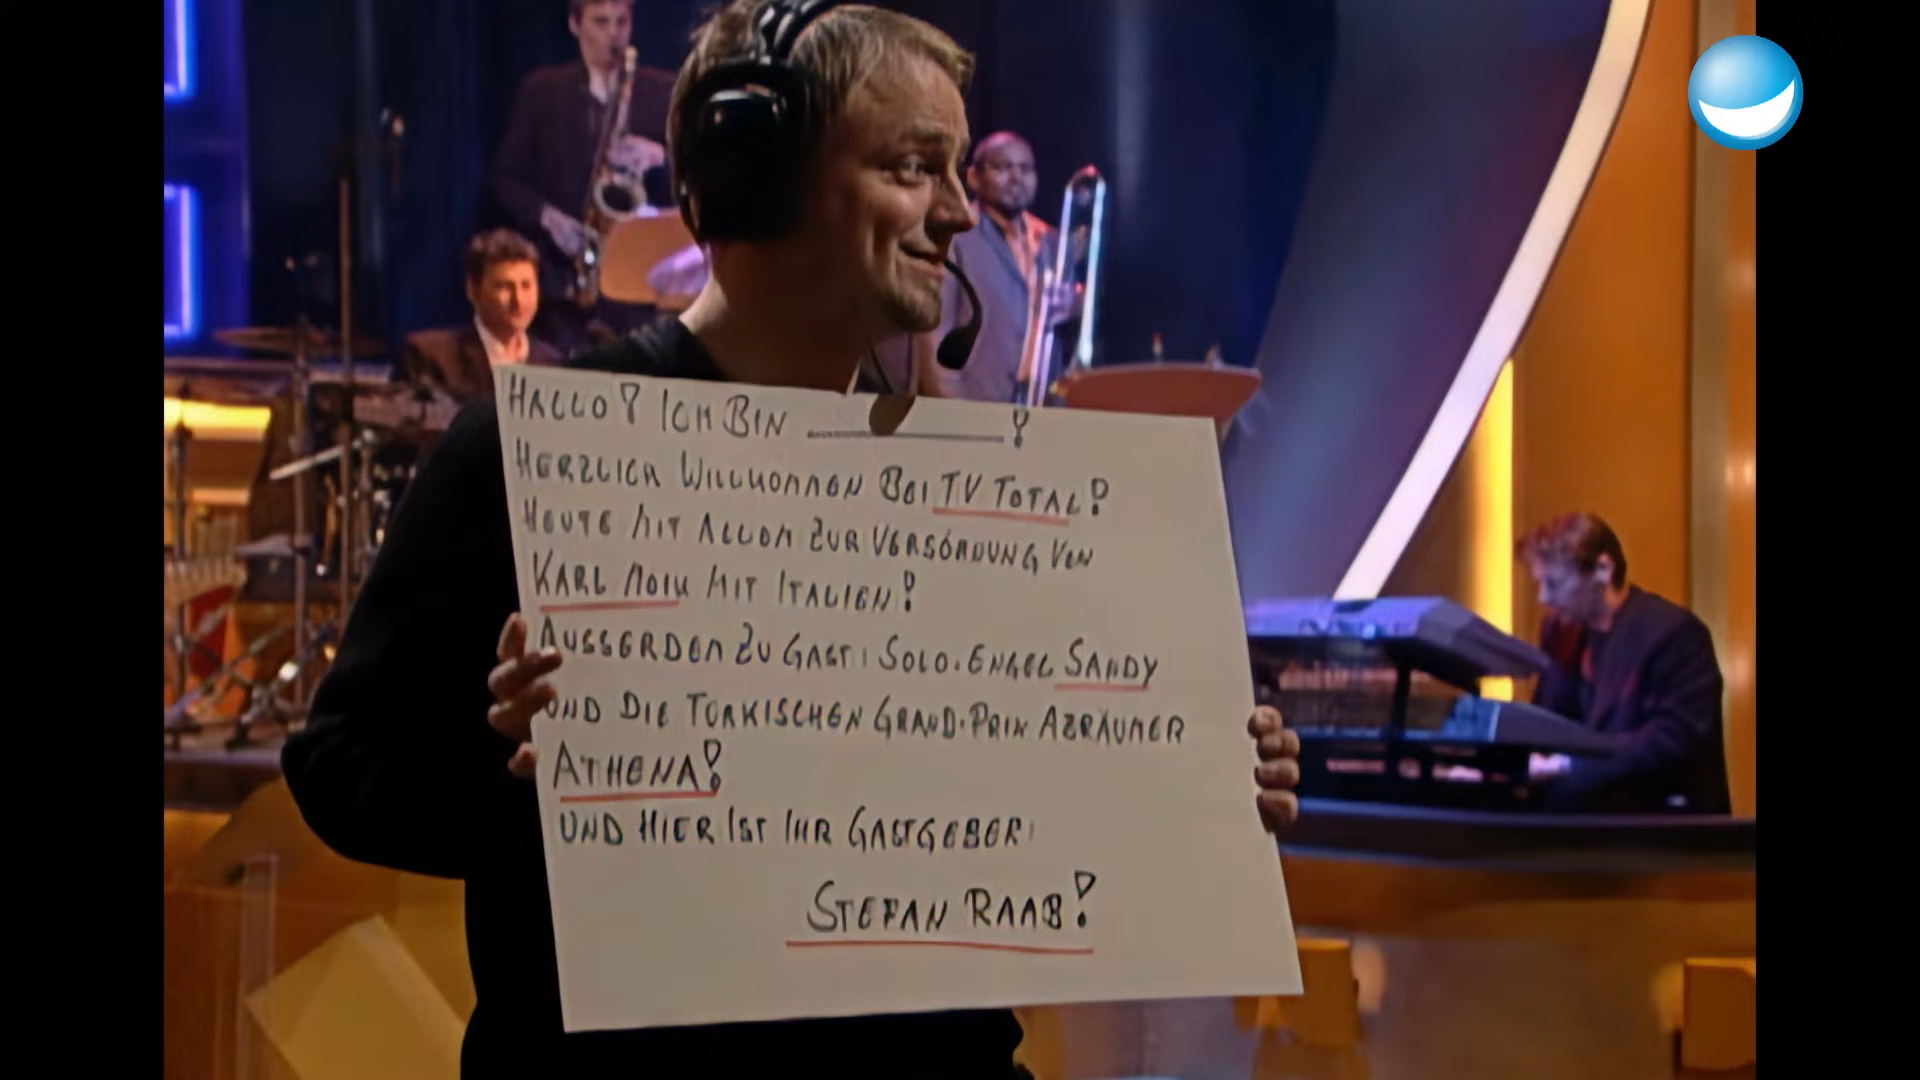 HALLO! ICH BIN ________!
HERZLICH WILLKOMMEN BEI TV TOTAL!
HEUTE MIT ALLEM ZUR VERSÖHNUNG VON
KARL MOIK MIT ITALIEN!
AUSSERDEM ZU GAST: SOLO-ENGEL SANDY
UND DIE TÜRKISCHEN GRAND-PRIX ABRÄUMER
ATHENA!
UND HIER IST IHR GASTGEBER:
STEFAN RAAB!